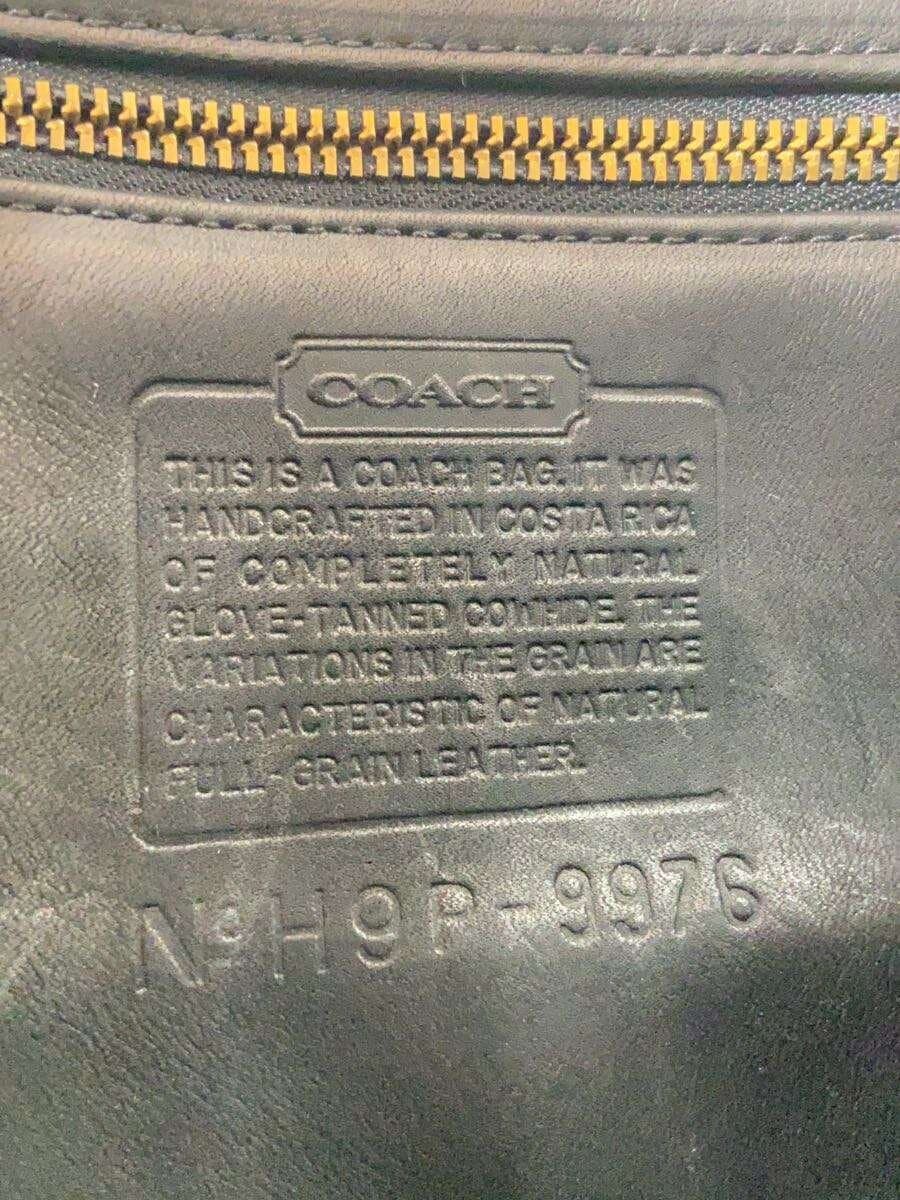 COACH
THIS IS A COACH BAG. IT WAS
HANDCRAFTED IN COSTA RICA
OF COMPLETELY NATURAL
GLOVE-TANNED COWHIDE. THE
VARIATIONS IN THE GRAIN ARE
CHARACTERISTIC OF NATURAL
FULL-GRAIN LEATHER.
Nº H9P-9976